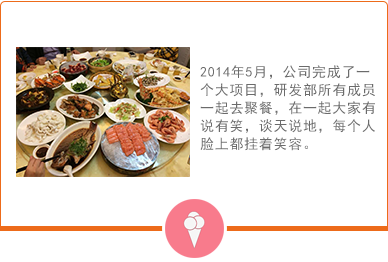 2014年5月，公司完成了一
个大项目，研发部所有成员
一起去聚餐，在一起大家有
说有笑，谈天说地，每个人
脸上都挂着笑容。